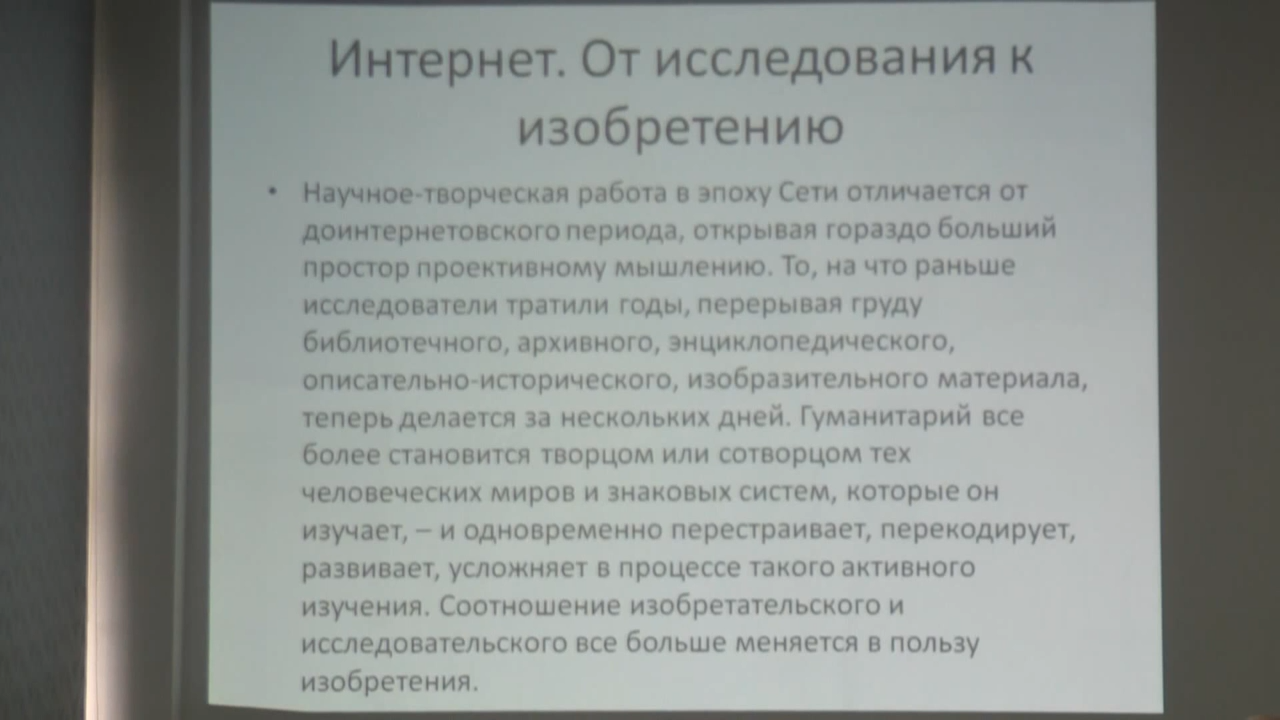 Интернет. От исследования к
изобретению
• Научное-творческая работа в эпоху Сети отличается от
доинтернетовского периода, открывая гораздо больший
простор проективному мышлению. То, на что раньше
исследователи тратили годы, перерывая груду
библиотечного, архивного, энциклопедического,
описательно-исторического, изобразительного материала,
теперь делается за нескольких дней. Гуманитарий все
более становится творцом или сотворцом тех
человеческих миров и знаковых систем, которые он
изучает, – и одновременно перестраивает, перекодирует,
развивает, усложняет в процессе такого активного
изучения. Соотношение изобретательского и
исследовательского все больше меняется в пользу
изобретения.